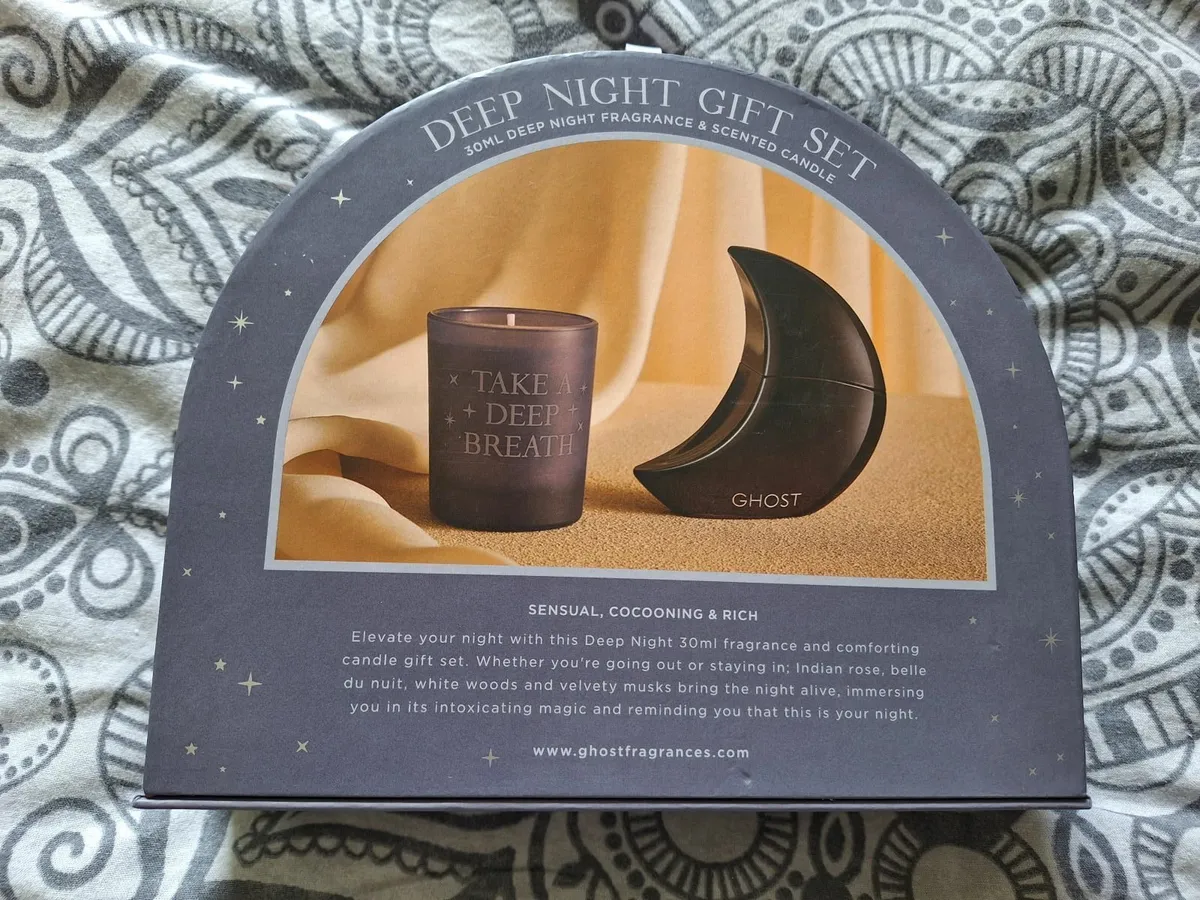 DEEP NIGHT GIFT SET
30ML DEEP NIGHT FRAGRANCE & SCENTED CANDLE
TAKE A
DEEP
BREATH
GHOST
SENSUAL, COCOONING & RICH
Elevate your night with this Deep Night 30ml fragrance and comforting
candle gift set. Whether you're going out or staying in; Indian rose, belle
du nuit, white woods and velvety musks bring the night alive, immersing
you in its intoxicating magic and reminding you that this is your night.
www.ghostfragrances.com